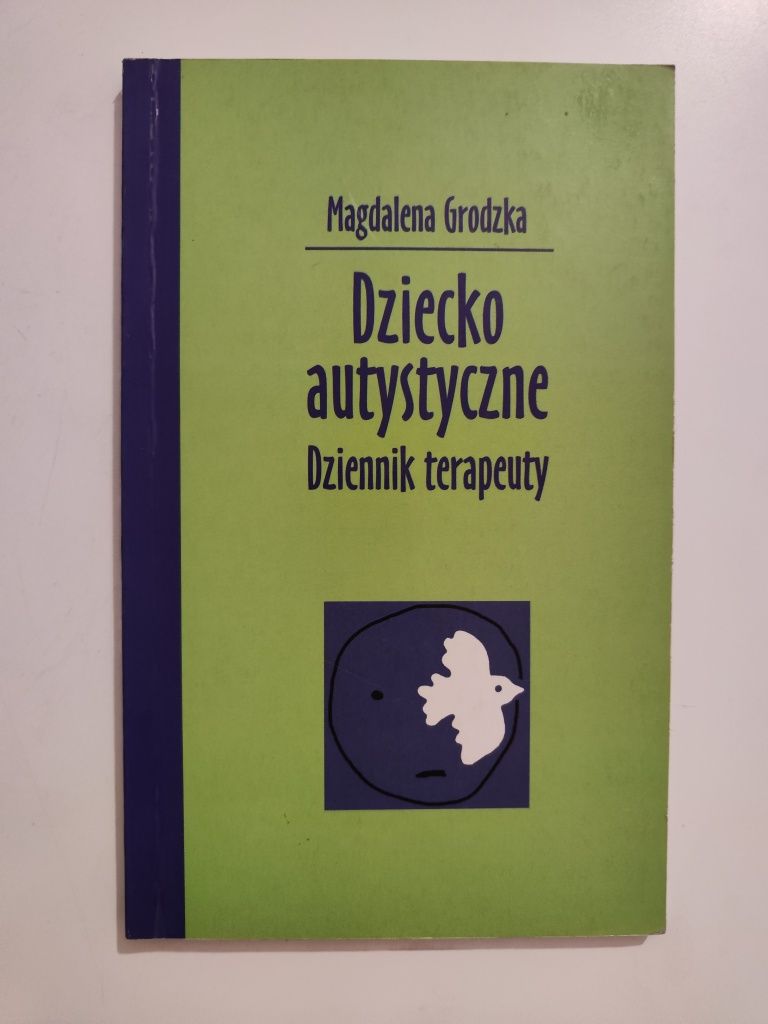 Magdalena Grodzka
Dziecko
autystyczne
Dziennik terapeuty